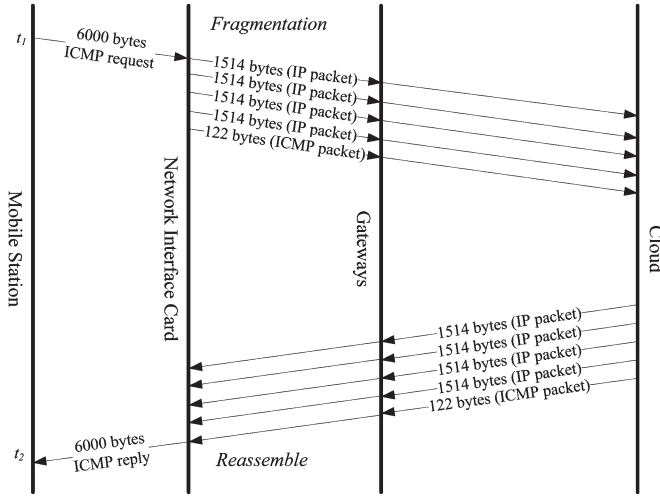 Fragmentation
t1
6000 bytes
ICMP request
1514 bytes (IP packet)
1514 bytes (IP packet)
1514 bytes (IP packet)
1514 bytes (IP packet)
122 bytes (ICMP packet)
Mobile Station
Network Interface Card
Gateways
Cloud
1514 bytes (IP packet)
1514 bytes (IP packet)
1514 bytes (IP packet)
1514 bytes (IP packet)
122 bytes (ICMP packet)
t2
6000 bytes
ICMP reply
Reassemble